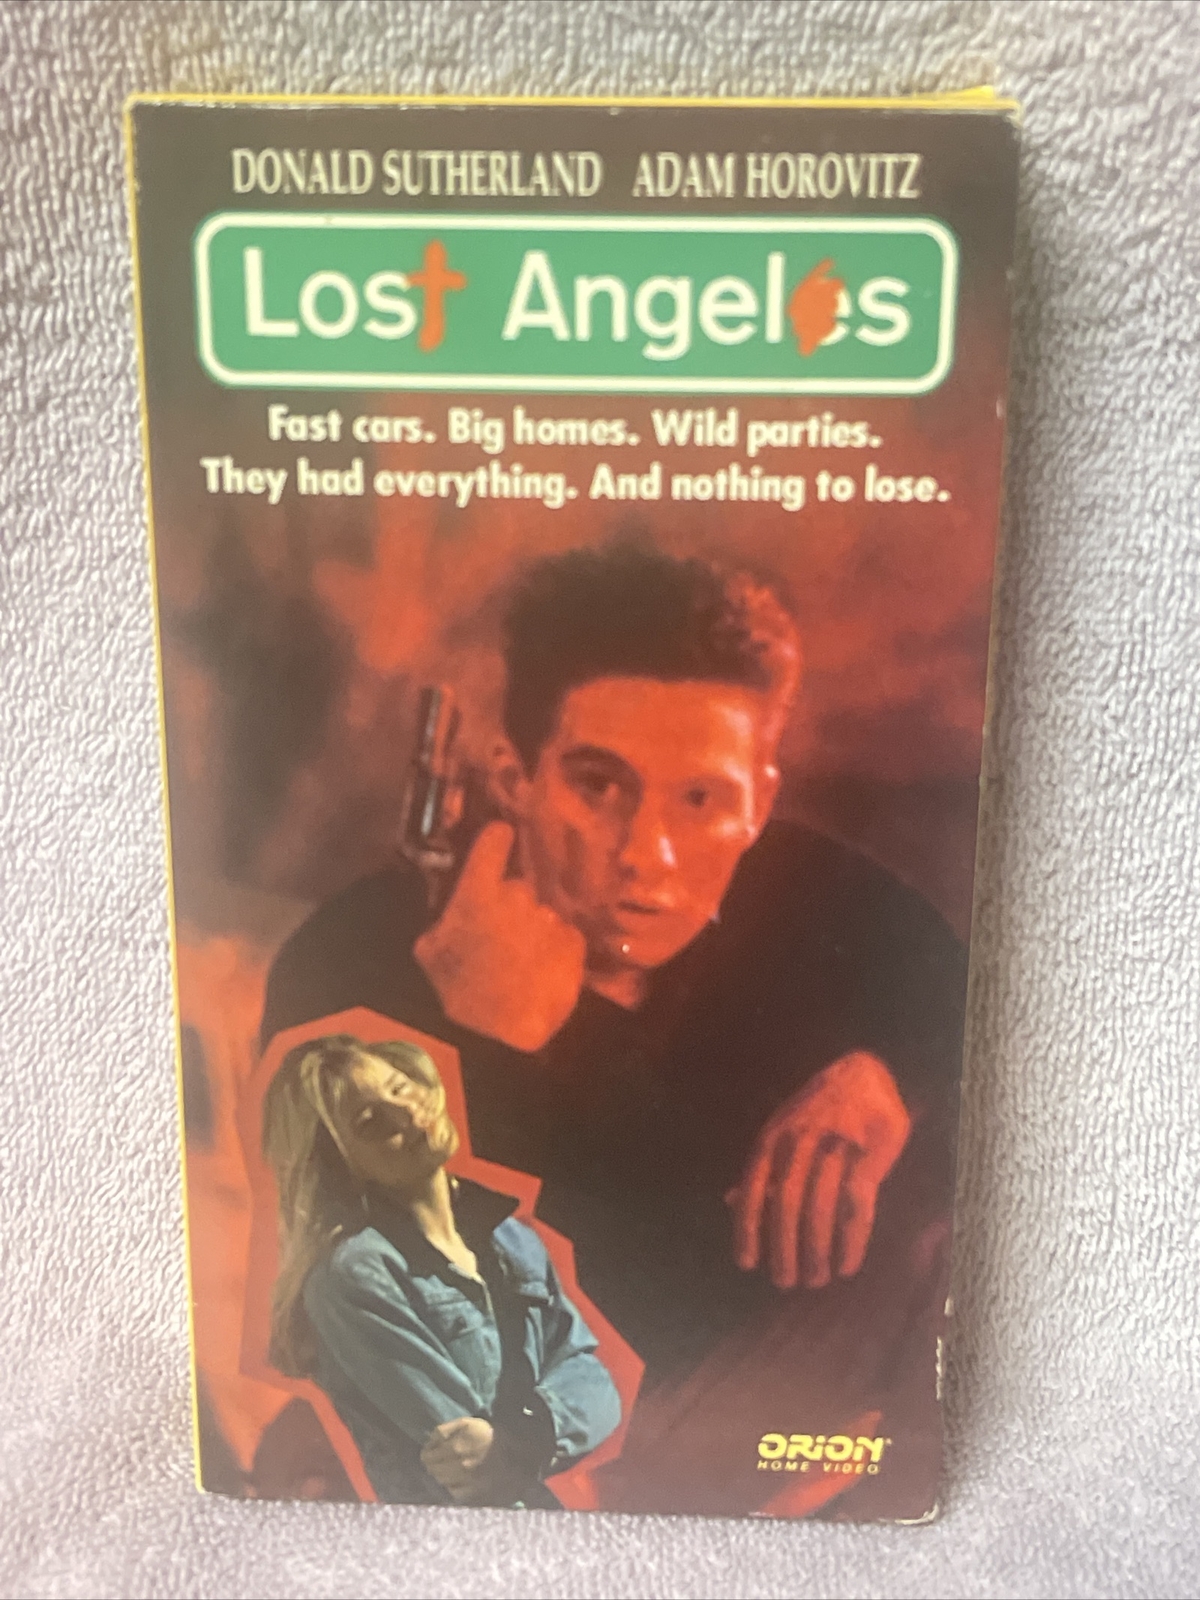 DONALD SUTHERLAND ADAM HOROVITZ
Lost Angeles
Fast cars. Big homes. Wild parties.
They had everything. And nothing to lose.
ORION
HOME VIDEO